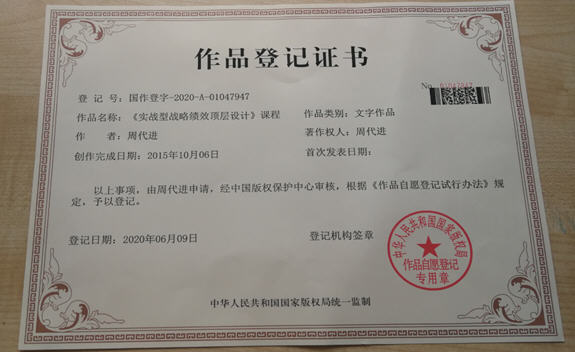 作品登记证书
No. 01047947
登 记 号：国作登字-2020-A-01047947
作品名称：《实战型战略绩效顶层设计》课程 作品类别：文字作品
作 者：周代进 著作权人：周代进
创作完成日期：2015年10月06日 首次发表日期：
以上事项，由周代进申请，经中国版权保护中心审核，根据《作品自愿登记试行办法》规
定，予以登记。
登记日期：2020年06月09日 登记机构签章
中华人民共和国国家版权局
作品自愿登记
专用章
中华人民共和国国家版权局统一监制